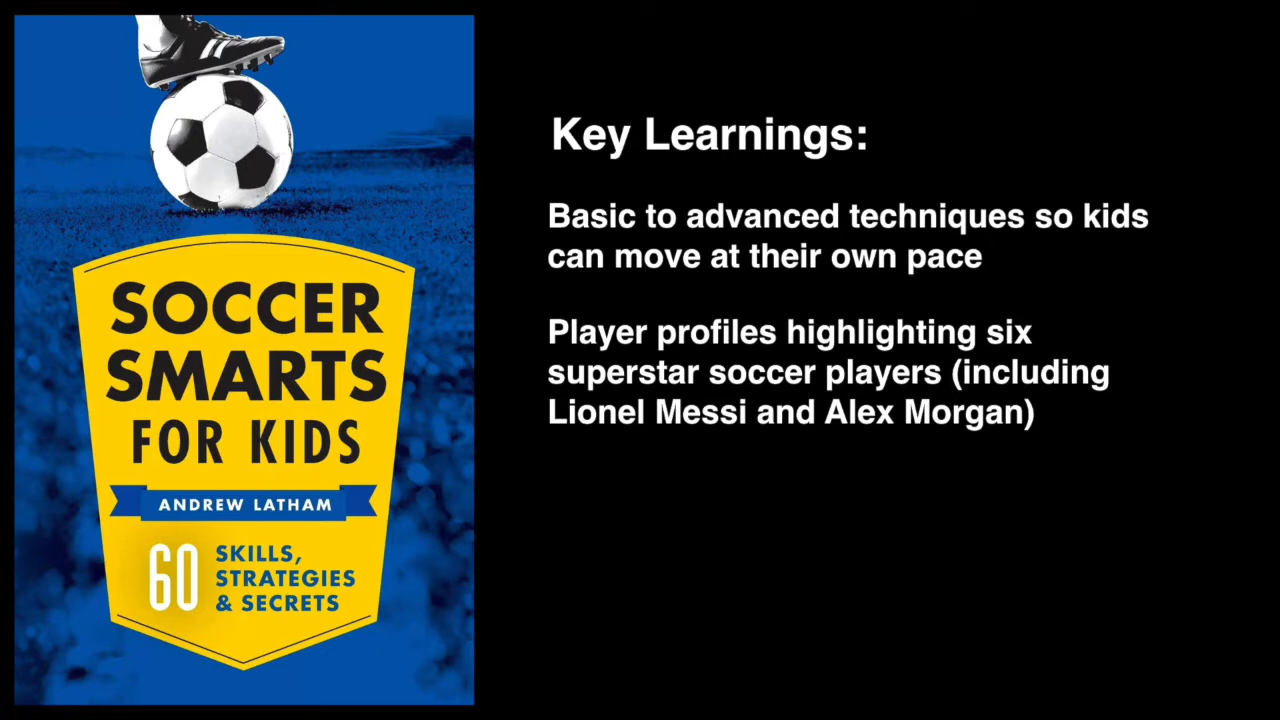 SOCCER
SMARTS
FOR KIDS
ANDREW LATHAM
60 SKILLS,
STRATEGIES
& SECRETS
Key Learnings:
Basic to advanced techniques so kids
can move at their own pace
Player profiles highlighting six
superstar soccer players (including
Lionel Messi and Alex Morgan)